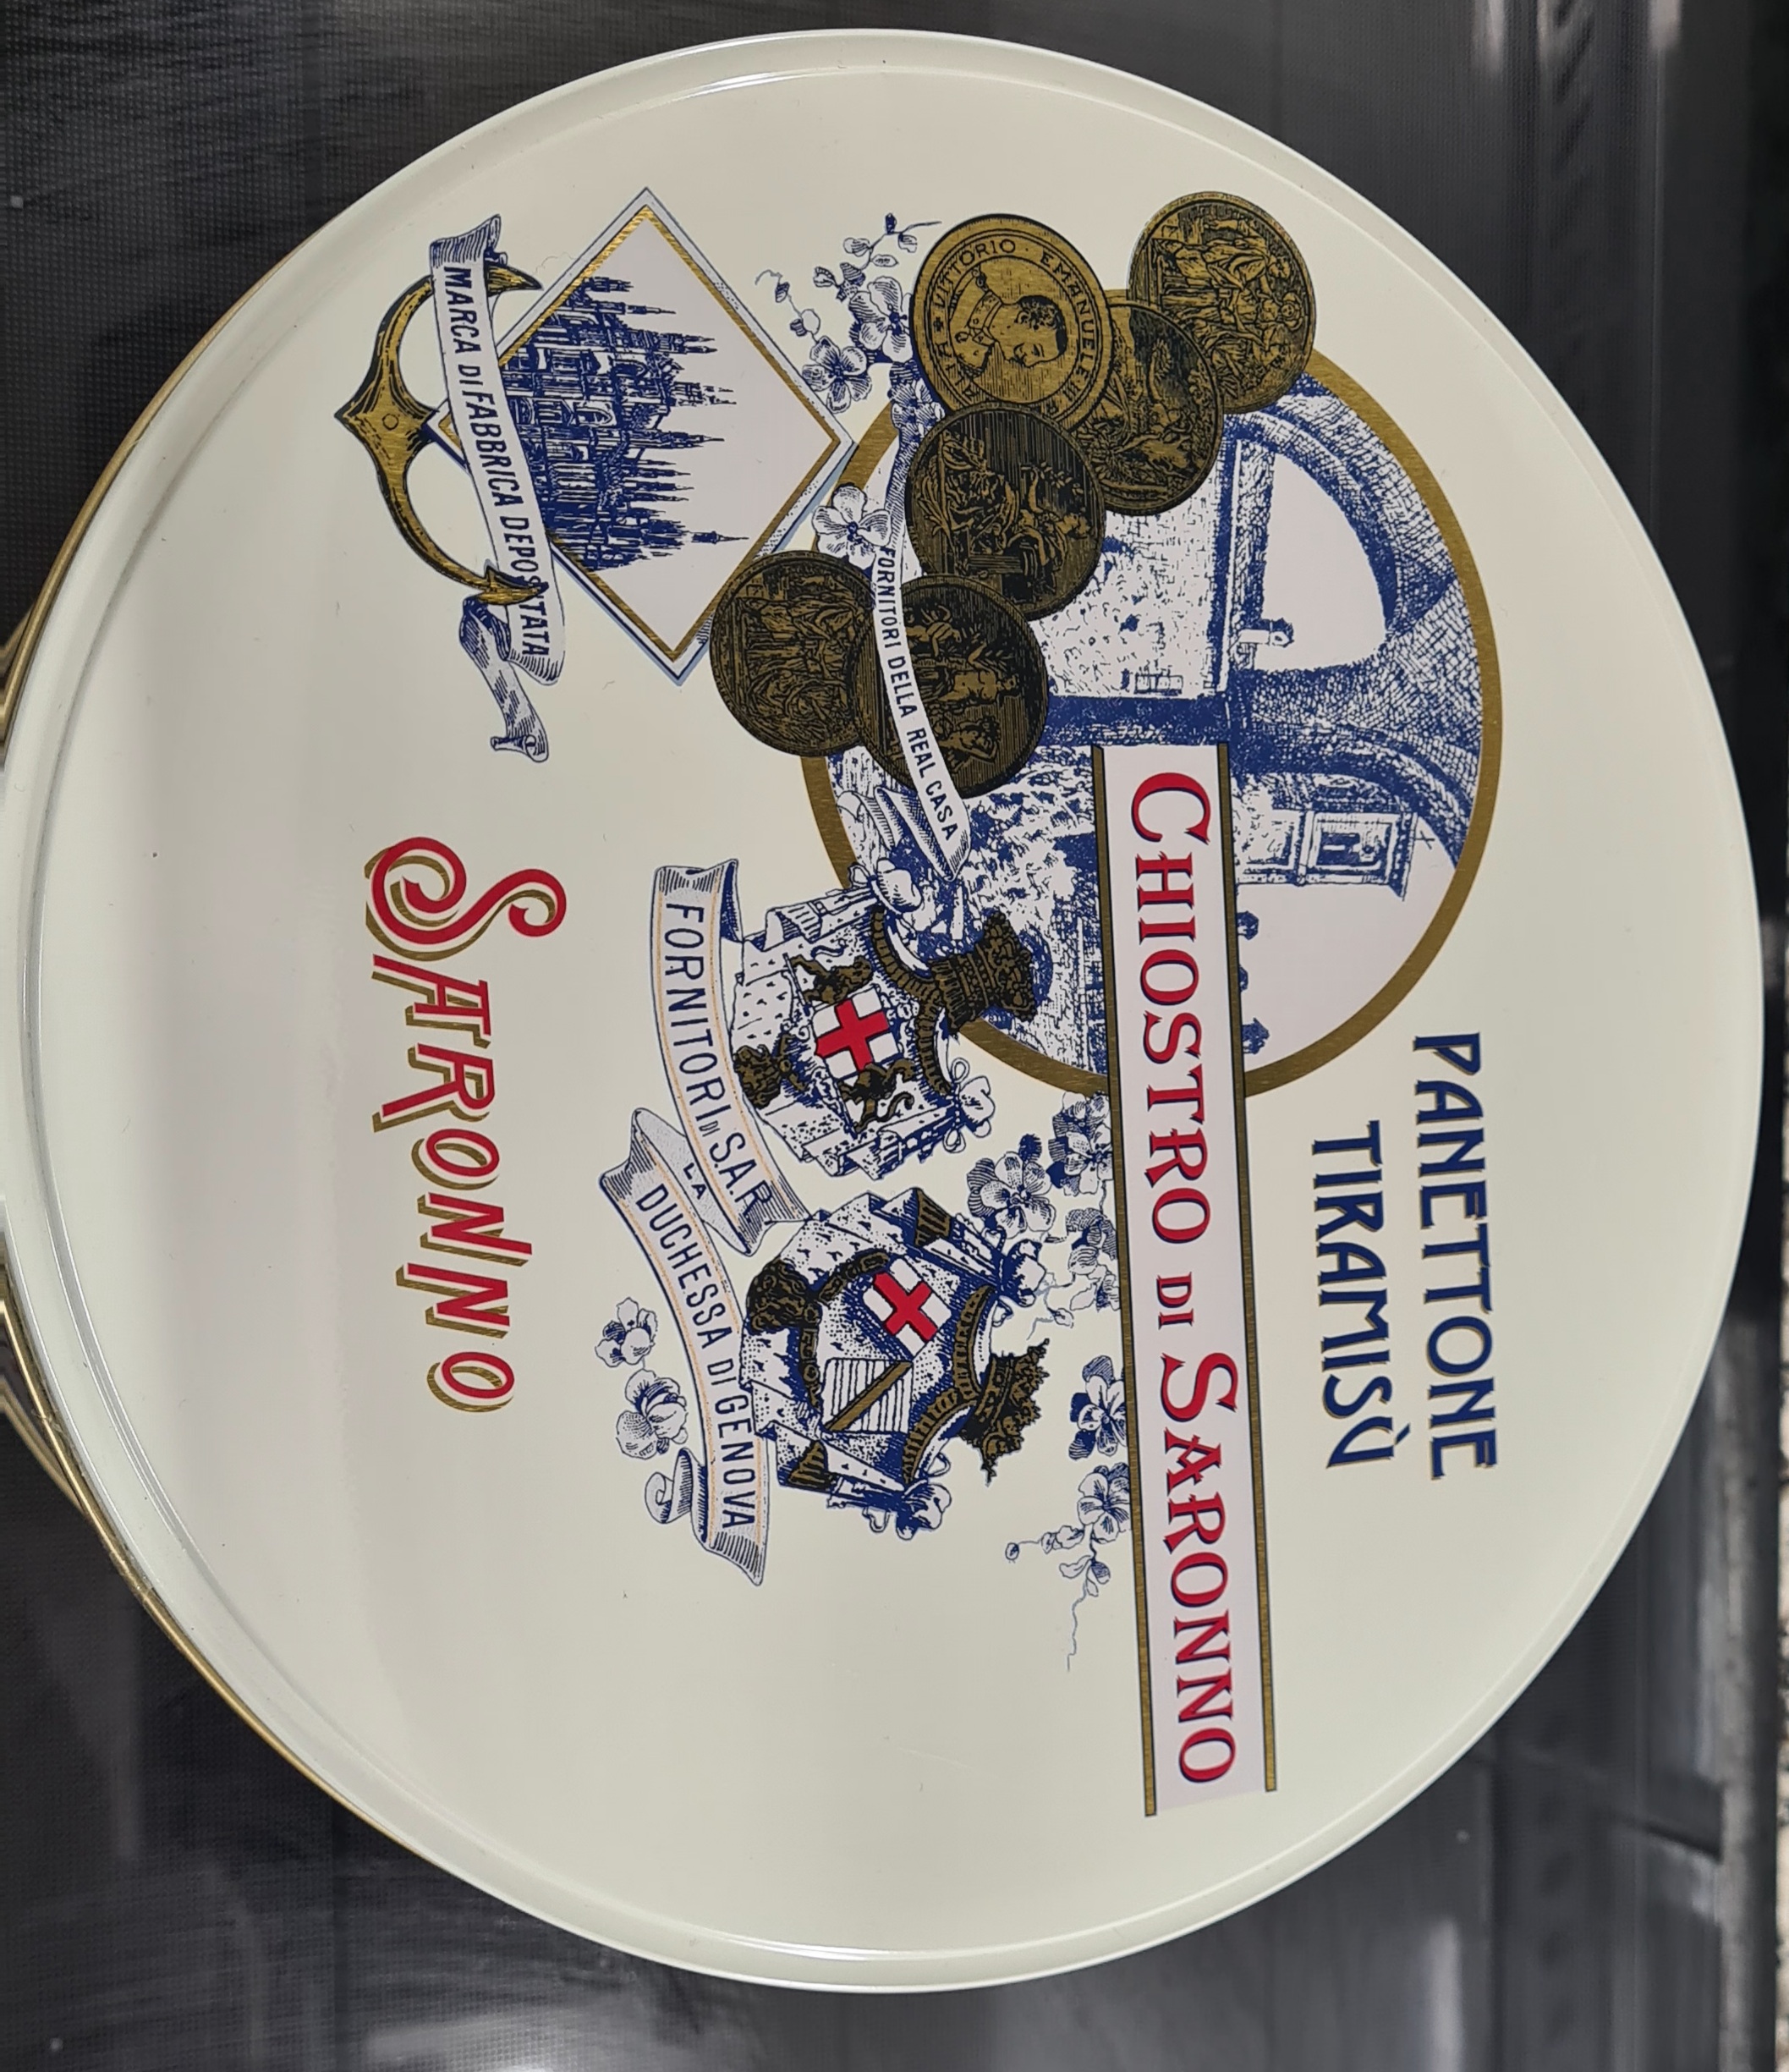 PANETTONE
TIRAMISÙ
CHIOSTRO DI SARONNO
VITTORIO · EMANUELE III
FORNITORI DELLA REAL CASA
FORNITORI DI S.A.R.
LA
DUCHESSA DI GENOVA
MARCA DI FABBRICA DEPOSITATA
SARONNO